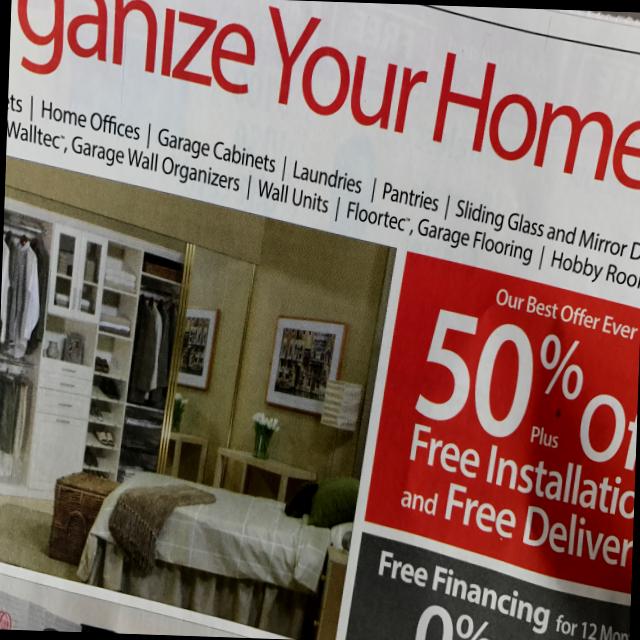 ganize Your Home
ts | Home Offices | Garage Cabinets | Laundries | Pantries | Sliding Glass and Mirror D
Walltec™, Garage Wall Organizers | Wall Units | Floortec™, Garage Flooring | Hobby Roo
Our Best Offer Ever
50% Of
Plus
Free Installatio
and Free Deliver
Free Financing for 12 Mo
0%